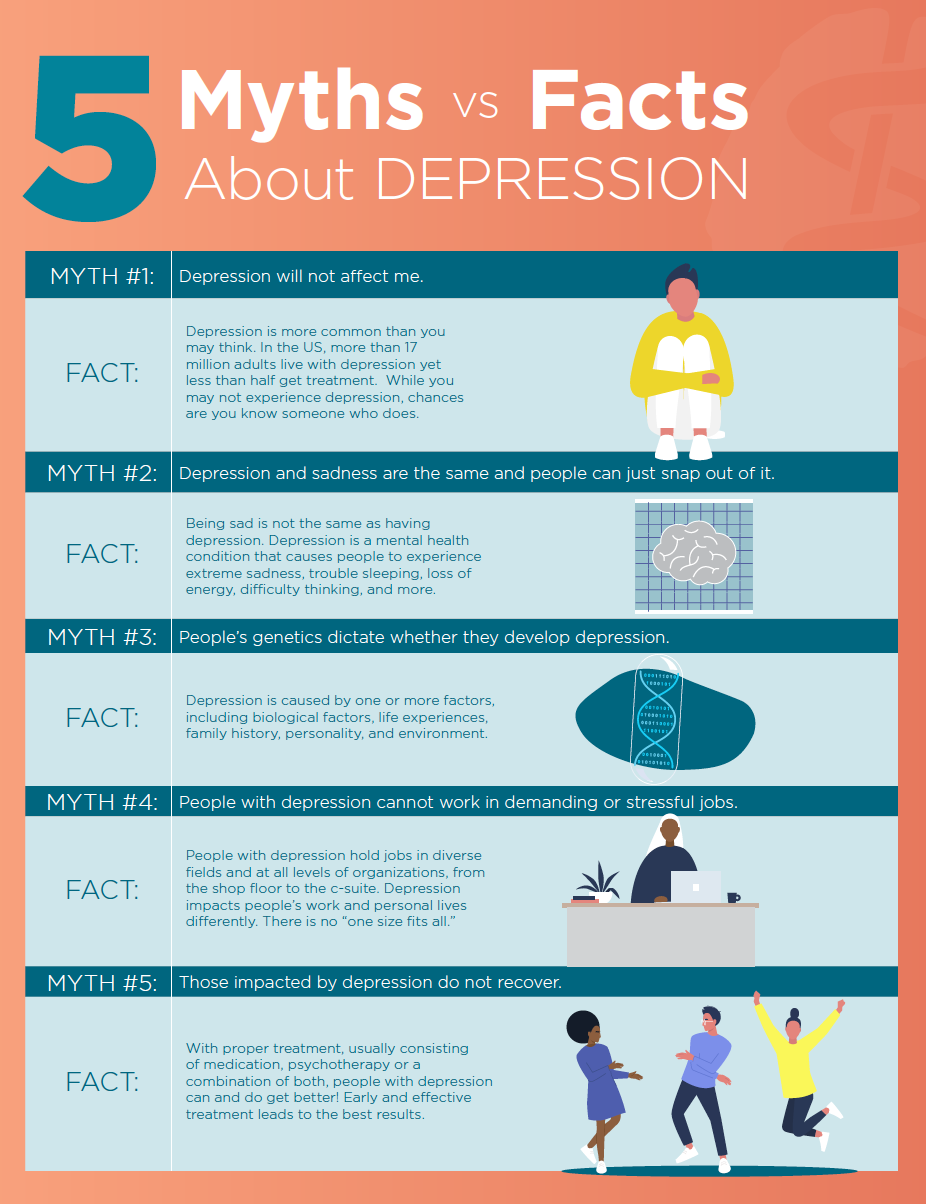 5 Myths vs Facts
About DEPRESSION
MYTH #1: Depression will not affect me.
FACT:
Depression is more common than you
may think. In the US, more than 17
million adults live with depression yet
less than half get treatment. While you
may not experience depression, chances
are you know someone who does.
MYTH #2: Depression and sadness are the same and people can just snap out of it.
FACT:
Being sad is not the same as having
depression. Depression is a mental health
condition that causes people to experience
extreme sadness, trouble sleeping, loss of
energy, difficulty thinking, and more.
MYTH #3: People’s genetics dictate whether they develop depression.
FACT:
Depression is caused by one or more factors,
including biological factors, life experiences,
family history, personality, and environment.
MYTH #4: People with depression cannot work in demanding or stressful jobs.
FACT:
People with depression hold jobs in diverse
fields and at all levels of organizations, from
the shop floor to the c-suite. Depression
impacts people’s work and personal lives
differently. There is no “one size fits all.”
MYTH #5: Those impacted by depression do not recover.
FACT:
With proper treatment, usually consisting
of medication, psychotherapy or a
combination of both, people with depression
can and do get better! Early and effective
treatment leads to the best results.